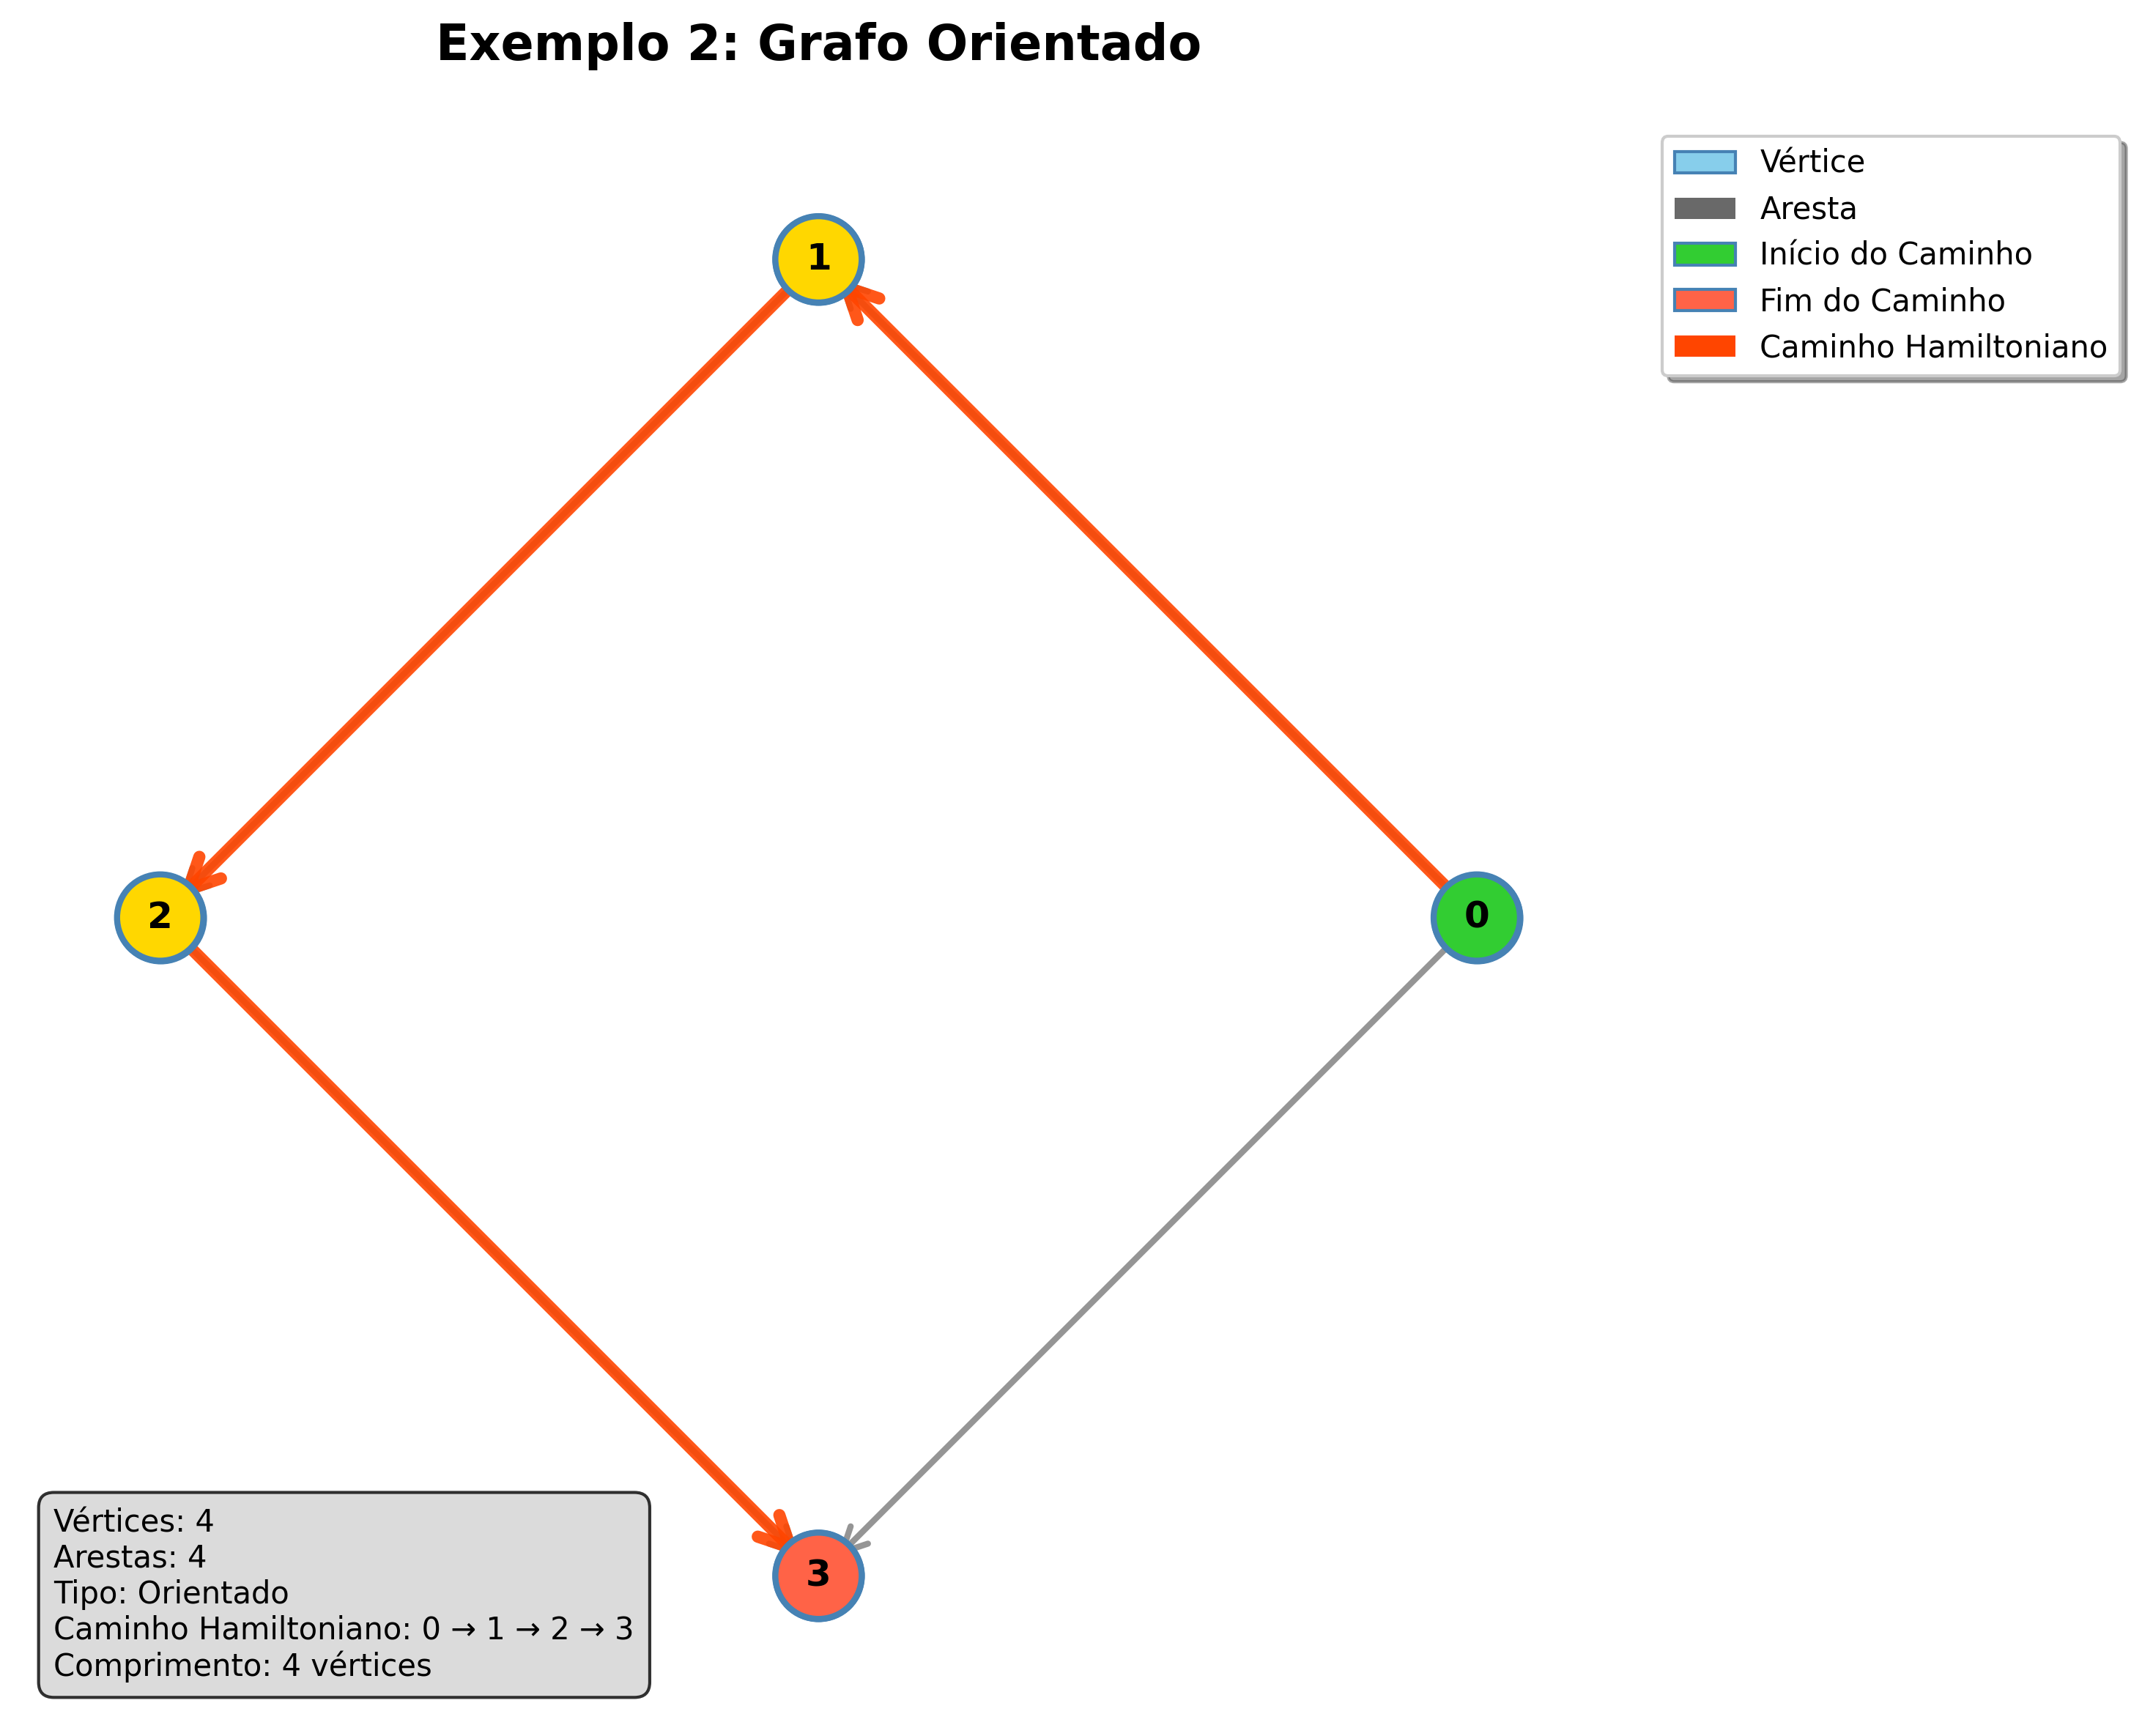 Exemplo 2: Grafo Orientado
Vértice
Aresta
Início do Caminho
Fim do Caminho
Caminho Hamiltoniano
1
2
0
3
Vértices: 4
Arestas: 4
Tipo: Orientado
Caminho Hamiltoniano: 0 → 1 → 2 → 3
Comprimento: 4 vértices